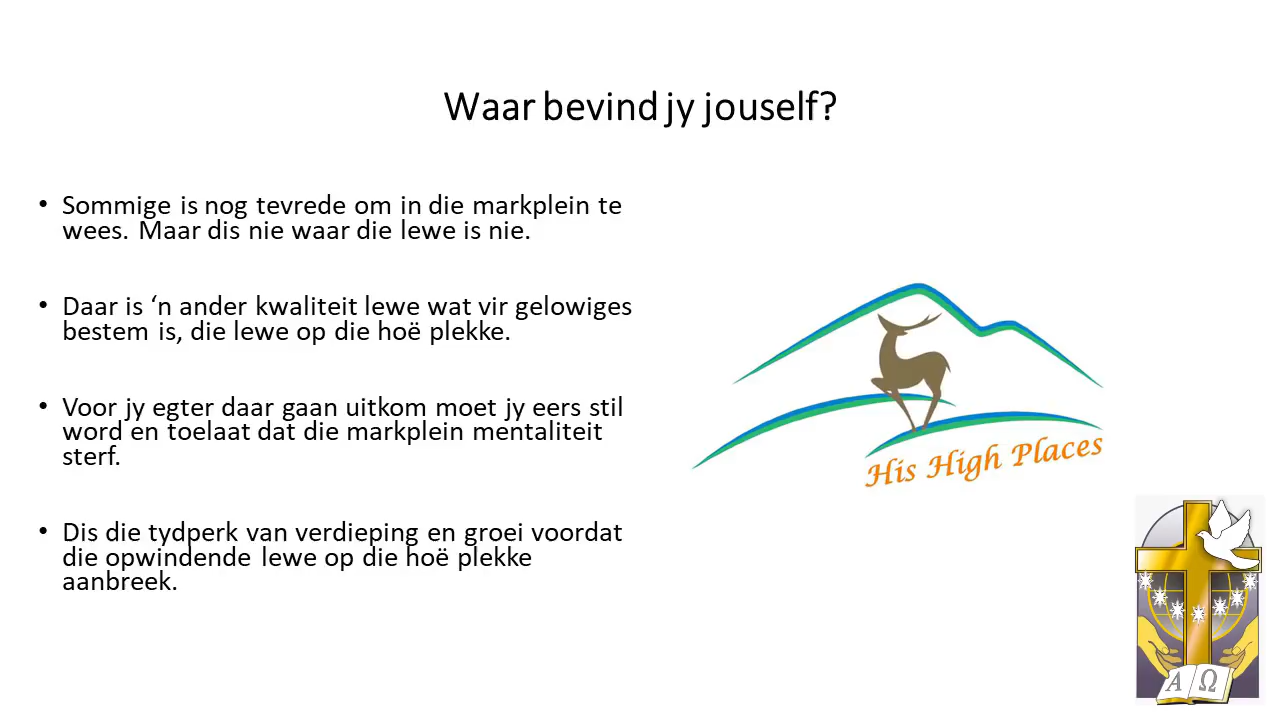 Waar bevind jy jouself?
• Sommige is nog tevrede om in die markplein te
wees. Maar dis nie waar die lewe is nie.
• Daar is ‘n ander kwaliteit lewe wat vir gelowiges
bestem is, die lewe op die hoë plekke.
• Voor jy egter daar gaan uitkom moet jy eers stil
word en toelaat dat die markplein mentaliteit
sterf.
• Dis die tydperk van verdieping en groei voordat
die opwindende lewe op die hoë plekke
aanbreek.
His High Places
Α Ω